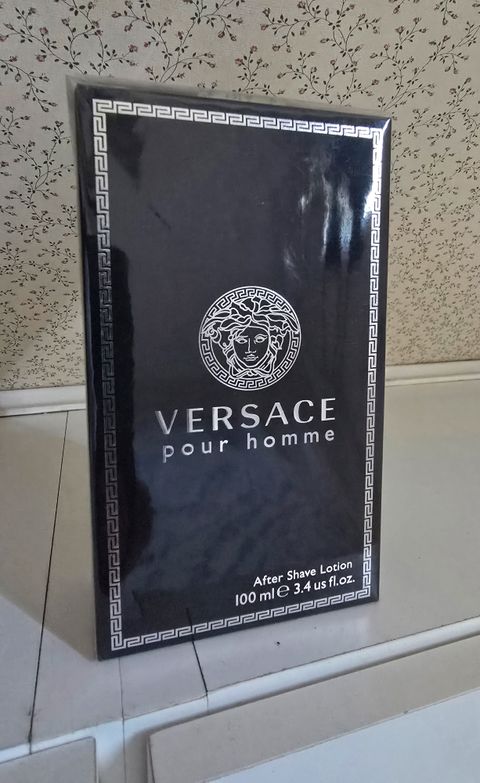 VERSACE
pour homme
After Shave Lotion
100 ml ℮ 3.4 us fl.oz.